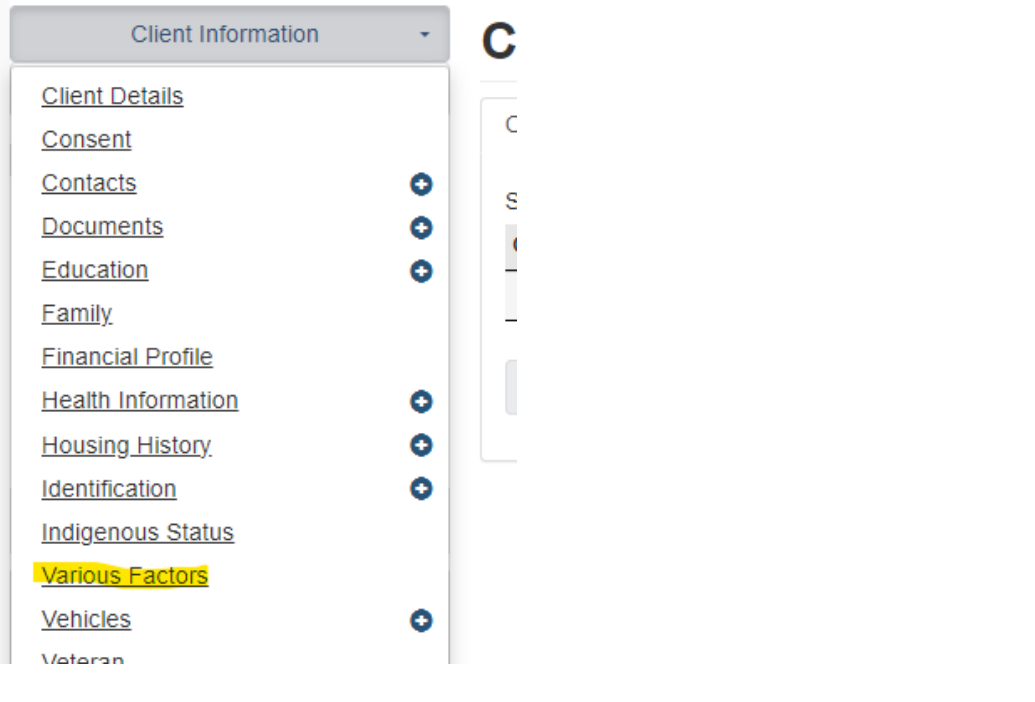 Client Information
Client Details
Consent
Contacts
Documents
Education
Family
Financial Profile
Health Information
Housing History
Identification
Indigenous Status
Various Factors
Vehicles
Veteran
C
C
S